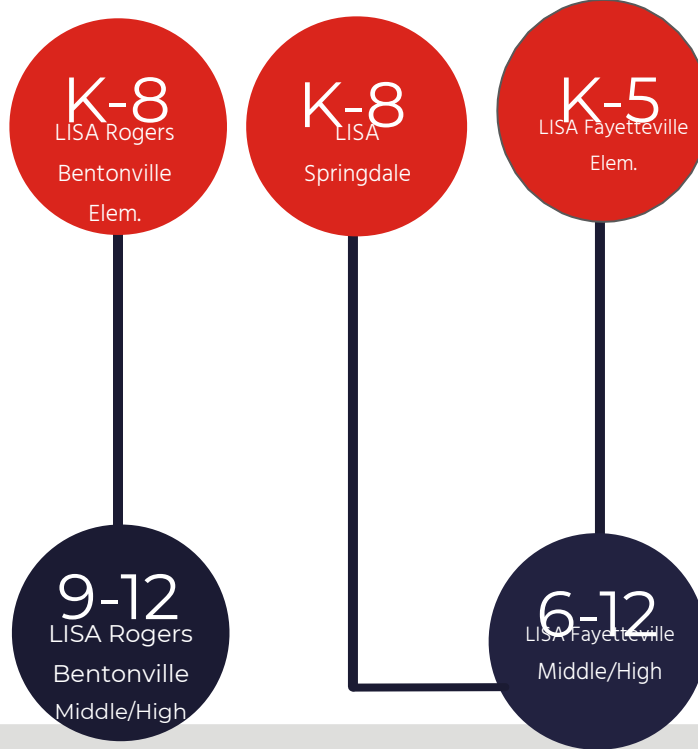 K-8
LISA Rogers
Bentonville
Elem.
K-8
LISA
Springdale
K-5
LISA Fayetteville
Elem.
9-12
LISA Rogers
Bentonville
Middle/High
6-12
LISA Fayetteville
Middle/High